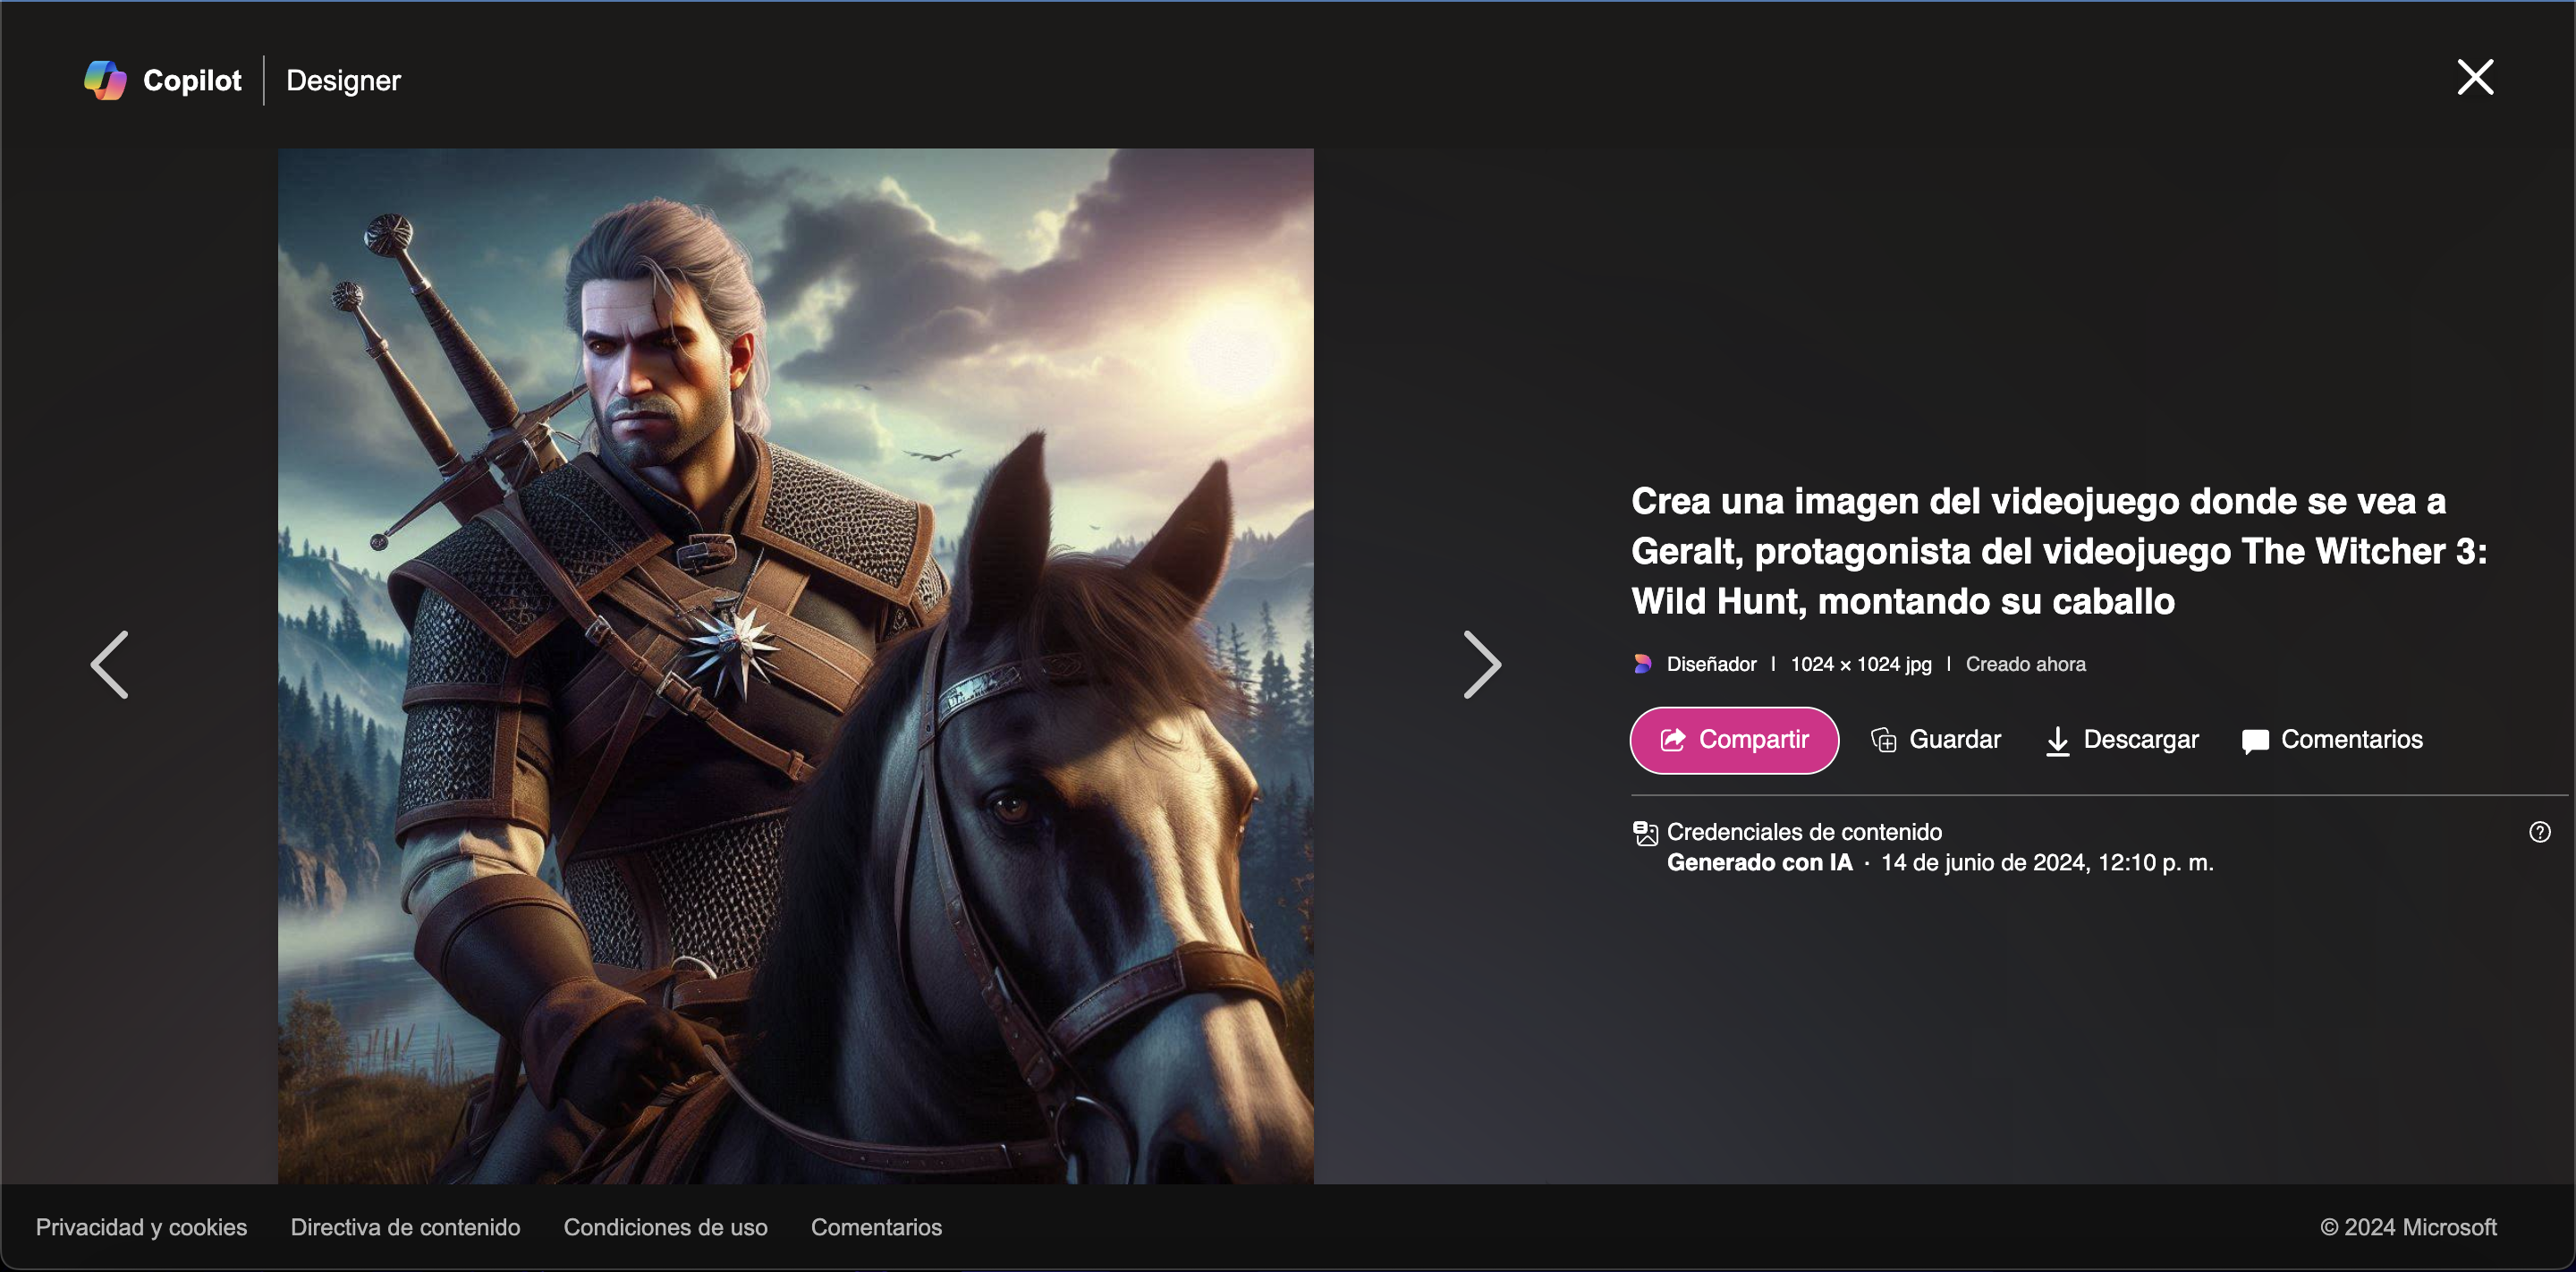 Copilot | Designer
Crea una imagen del videojuego donde se vea a
Geralt, protagonista del videojuego The Witcher 3:
Wild Hunt, montando su caballo
Diseñador | 1024 × 1024 jpg | Creado ahora
Compartir Guardar Descargar Comentarios
Credenciales de contenido
Generado con IA · 14 de junio de 2024, 12:10 p. m.
Privacidad y cookies Directiva de contenido Condiciones de uso Comentarios © 2024 Microsoft